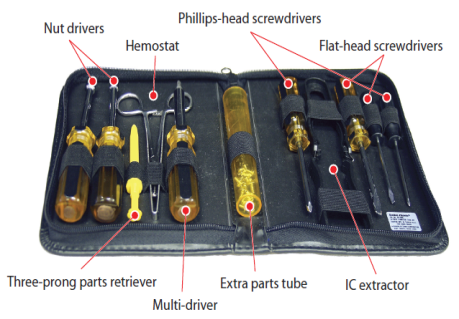 Phillips-head screwdrivers
Nut drivers
Hemostat
Flat-head screwdrivers
Three-prong parts retriever
Multi-driver
Extra parts tube
IC extractor